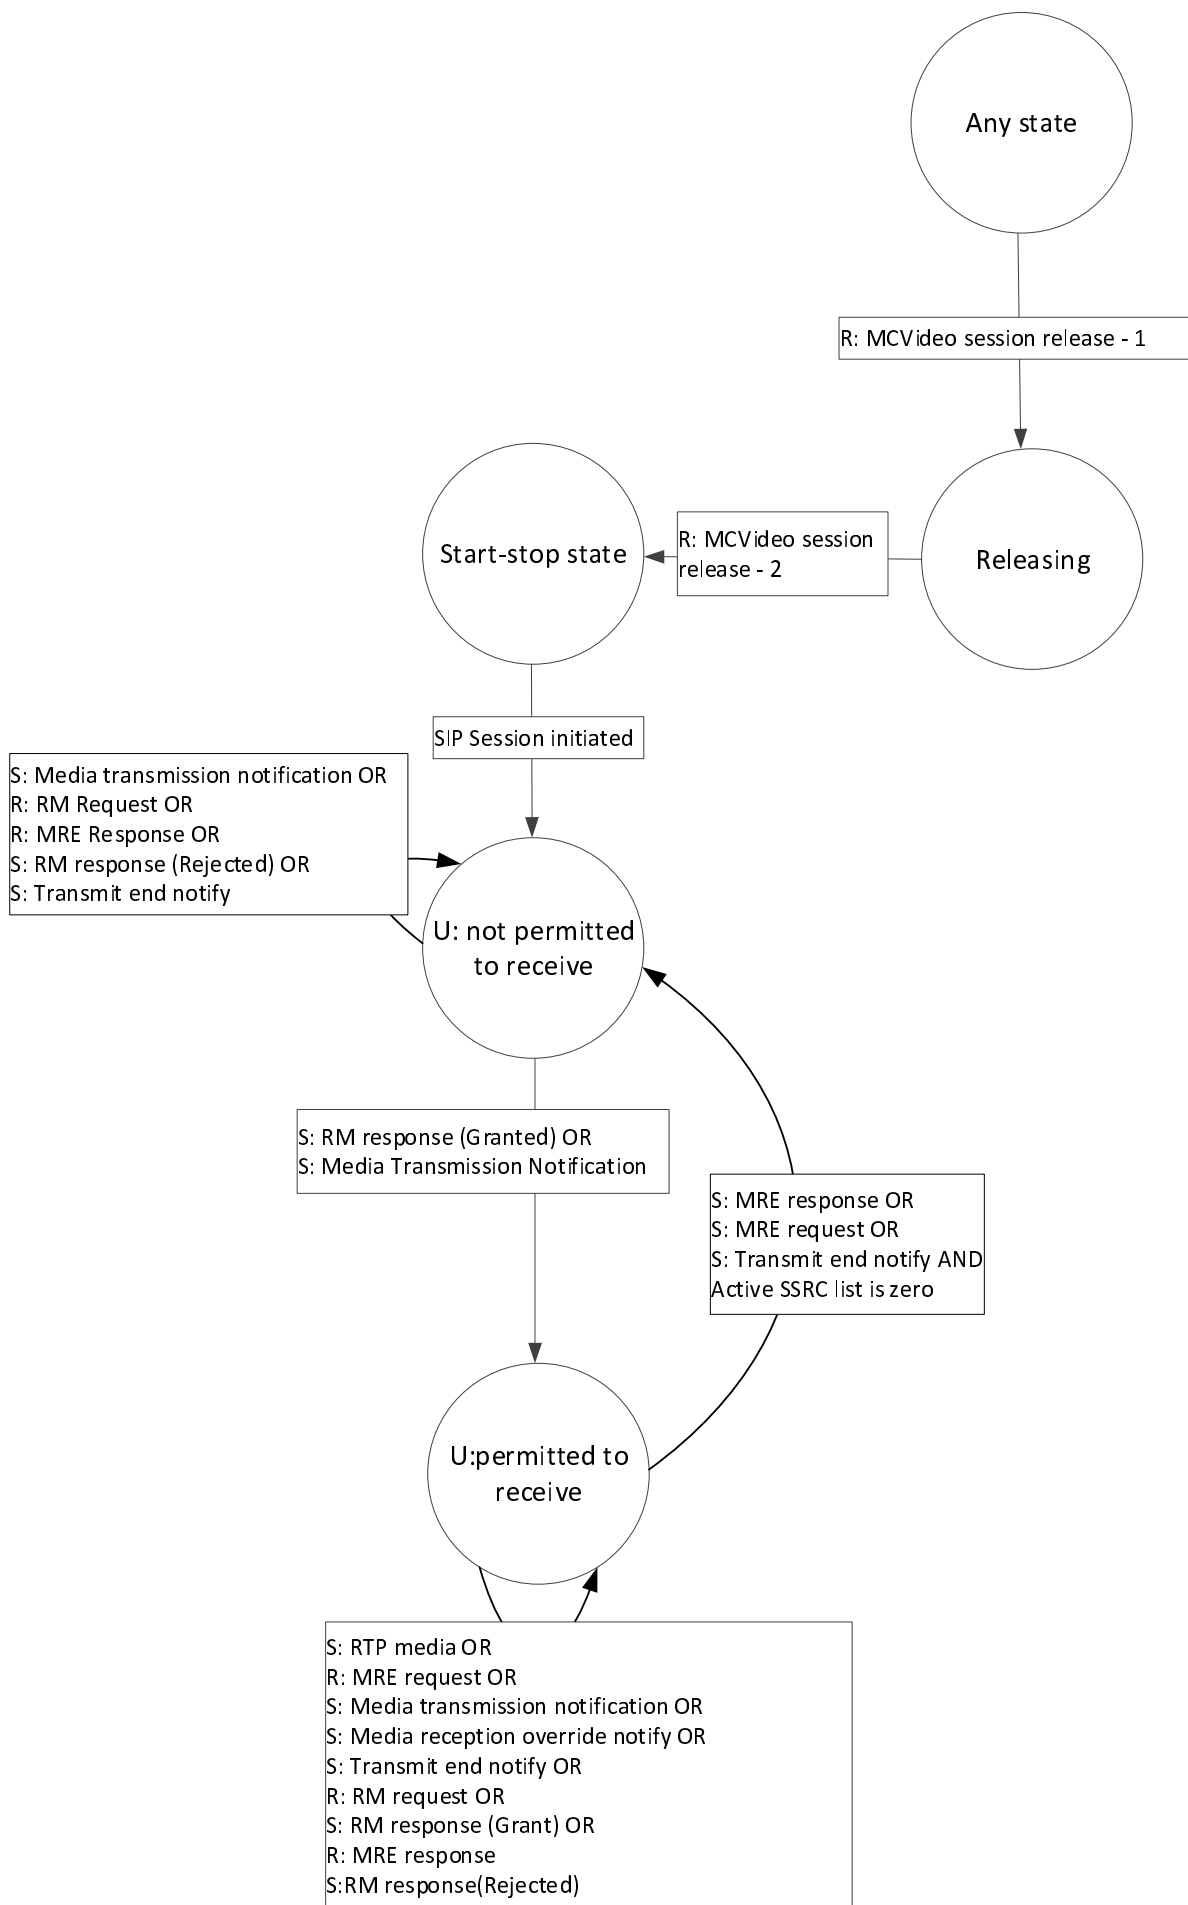 Any state
R: MCVideo session release - 1
Start-stop state
R: MCVideo session
release - 2
Releasing
SIP Session initiated
S: Media transmission notification OR
R: RM Request OR
R: MRE Response OR
S: RM response (Rejected) OR
S: Transmit end notify
U: not permitted
to receive
S: RM response (Granted) OR
S: Media Transmission Notification
S: MRE response OR
S: MRE request OR
S: Transmit end notify AND
Active SSRC list is zero
U:permitted to
receive
S: RTP media OR
R: MRE request OR
S: Media transmission notification OR
S: Media reception override notify OR
S: Transmit end notify OR
R: RM request OR
S: RM response (Grant) OR
R: MRE response
S:RM response(Rejected)